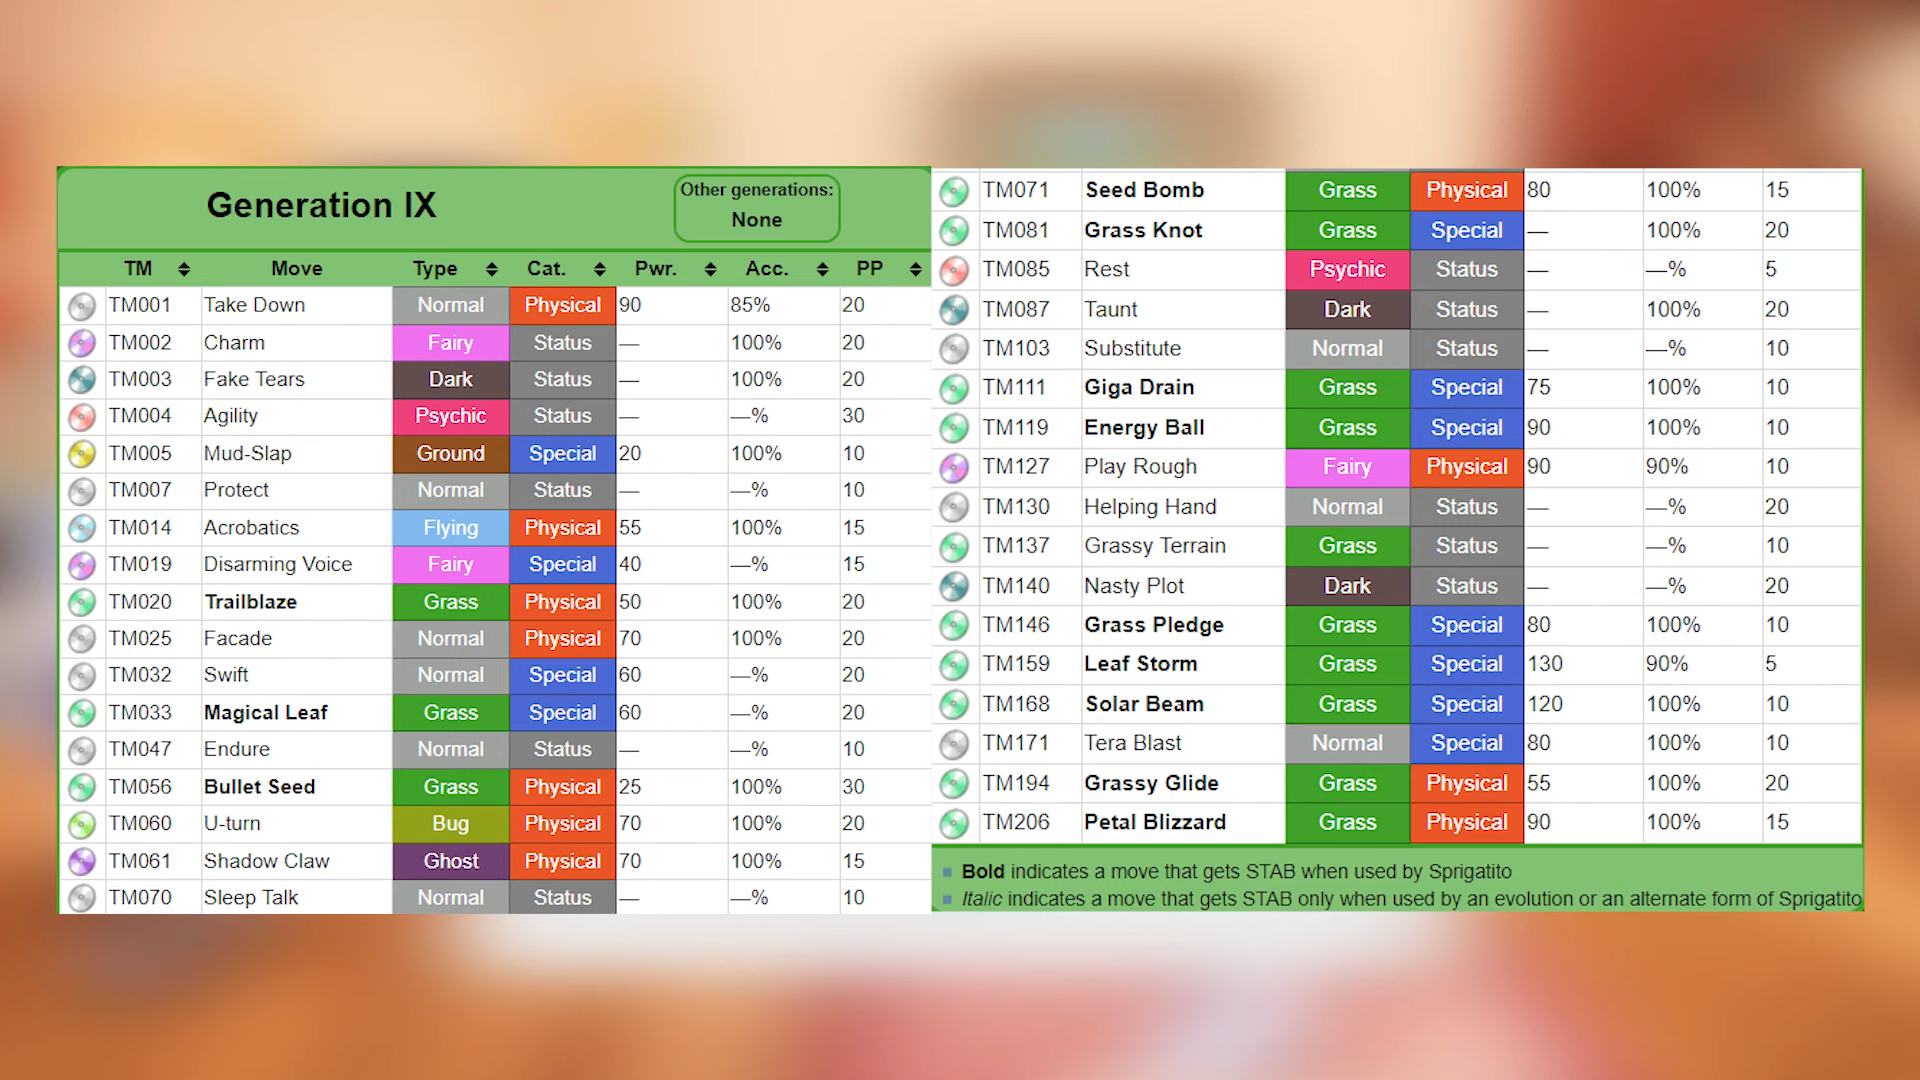 Generation IX
Other generations:
None
TM Move Type Cat. Pwr. Acc. PP
TM001 Take Down Normal Physical 90 85% 20
TM002 Charm Fairy Status — 100% 20
TM003 Fake Tears Dark Status — 100% 20
TM004 Agility Psychic Status — —% 30
TM005 Mud-Slap Ground Special 20 100% 10
TM007 Protect Normal Status — —% 10
TM014 Acrobatics Flying Physical 55 100% 15
TM019 Disarming Voice Fairy Special 40 —% 15
TM020 Trailblaze Grass Physical 50 100% 20
TM025 Facade Normal Physical 70 100% 20
TM032 Swift Normal Special 60 —% 20
TM033 Magical Leaf Grass Special 60 —% 20
TM047 Endure Normal Status — —% 10
TM056 Bullet Seed Grass Physical 25 100% 30
TM060 U-turn Bug Physical 70 100% 20
TM061 Shadow Claw Ghost Physical 70 100% 15
TM070 Sleep Talk Normal Status — —% 10
TM071 Seed Bomb Grass Physical 80 100% 15
TM081 Grass Knot Grass Special — 100% 20
TM085 Rest Psychic Status — —% 5
TM087 Taunt Dark Status — 100% 20
TM103 Substitute Normal Status — —% 10
TM111 Giga Drain Grass Special 75 100% 10
TM119 Energy Ball Grass Special 90 100% 10
TM127 Play Rough Fairy Physical 90 90% 10
TM130 Helping Hand Normal Status — —% 20
TM137 Grassy Terrain Grass Status — —% 10
TM140 Nasty Plot Dark Status — —% 20
TM146 Grass Pledge Grass Special 80 100% 10
TM159 Leaf Storm Grass Special 130 90% 5
TM168 Solar Beam Grass Special 120 100% 10
TM171 Tera Blast Normal Special 80 100% 10
TM194 Grassy Glide Grass Physical 55 100% 20
TM206 Petal Blizzard Grass Physical 90 100% 15
Bold indicates a move that gets STAB when used by Sprigatito
Italic indicates a move that gets STAB only when used by an evolution or an alternate form of Sprigatito